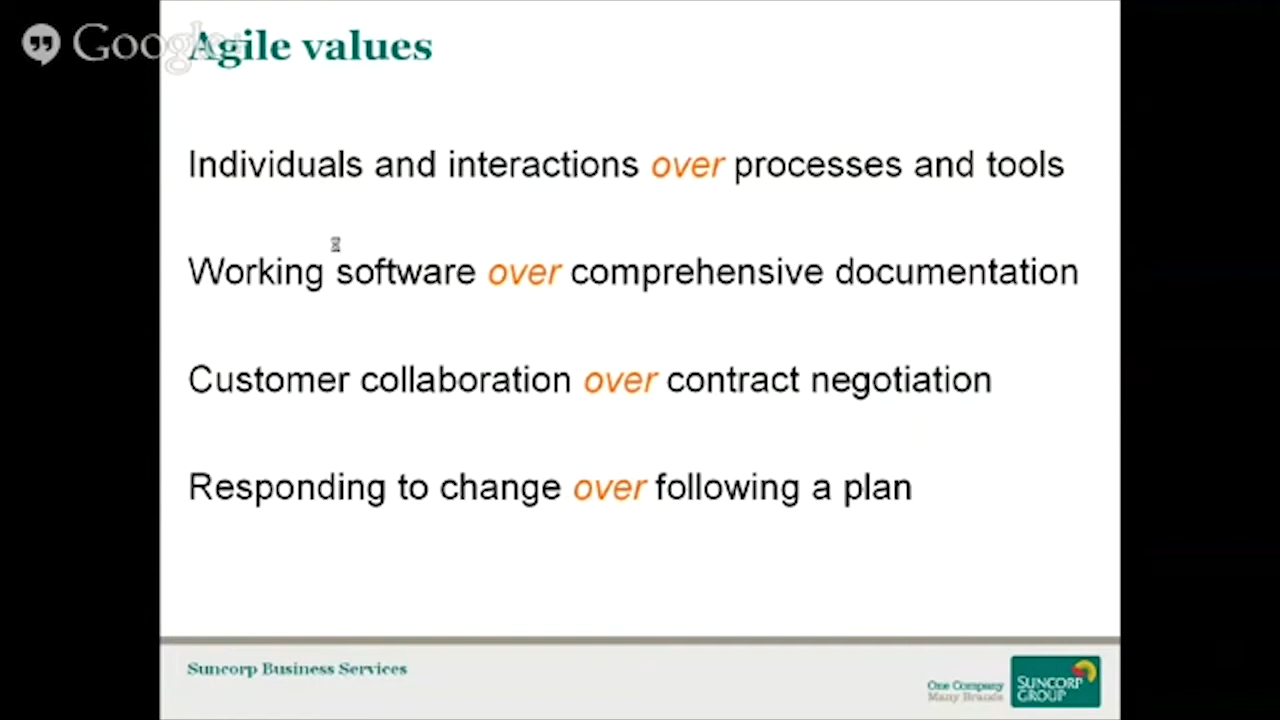 Google+
Agile values
Individuals and interactions over processes and tools
Working software over comprehensive documentation
Customer collaboration over contract negotiation
Responding to change over following a plan
Suncorp Business Services
One Company
Many Brands
SUNCORP
GROUP